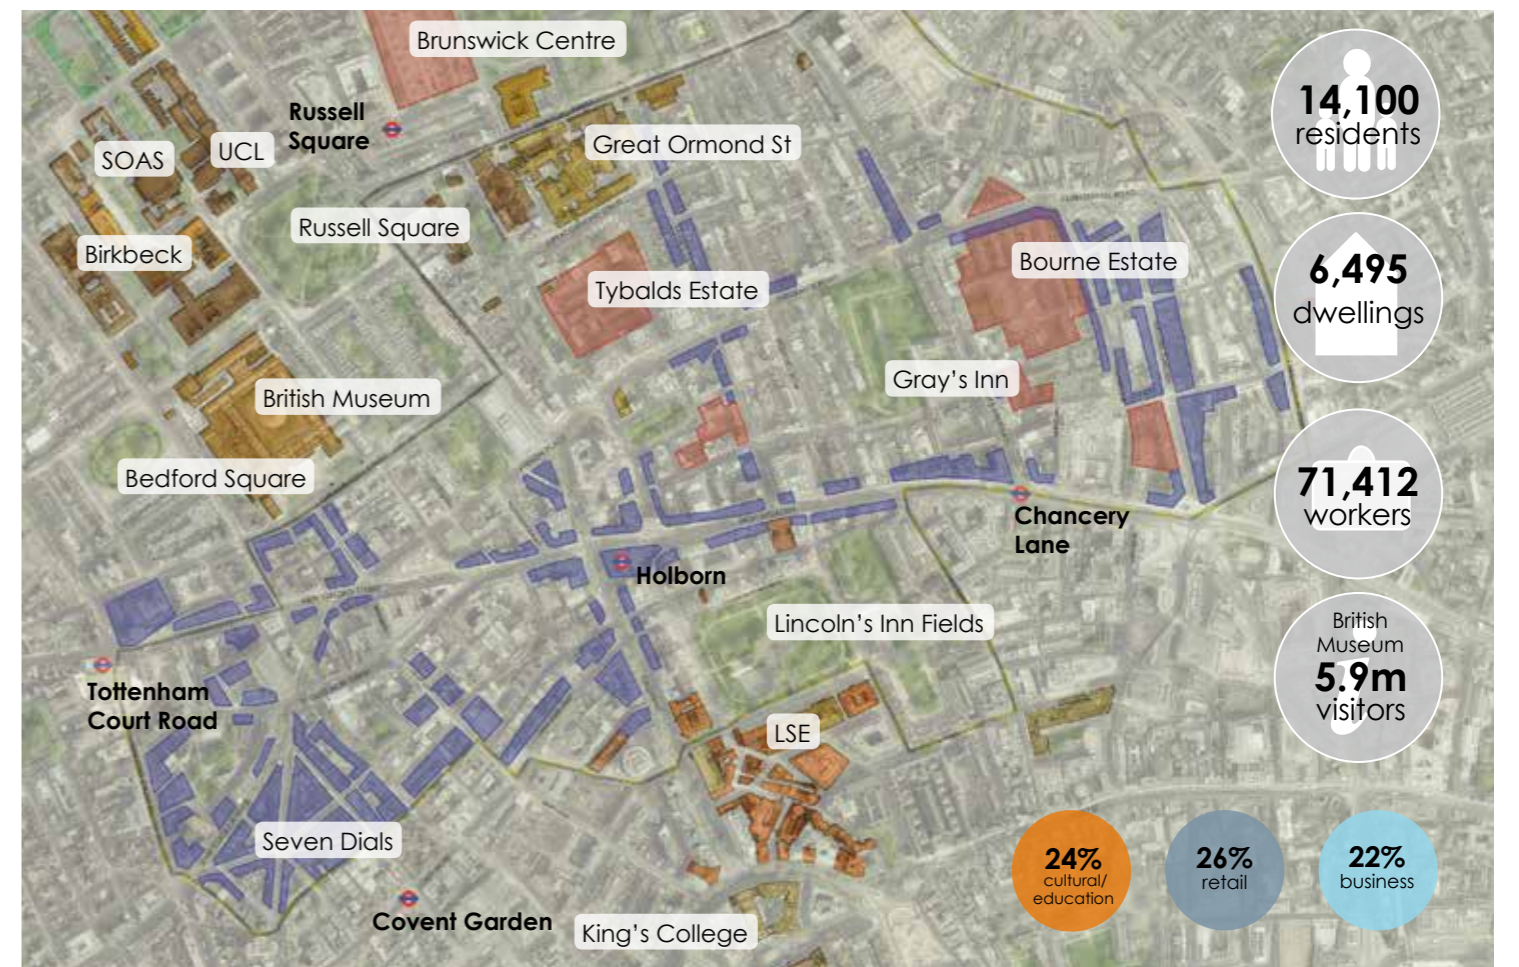 Brunswick Centre
Russell
Square
Great Ormond St
SOAS
UCL
Russell Square
Birkbeck
Tybalds Estate
Bourne Estate
British Museum
Gray's Inn
Bedford Square
Chancery
Lane
Holborn
Lincoln's Inn Fields
Tottenham
Court Road
LSE
Seven Dials
Covent Garden
King's College
14,100
residents
6,495
dwellings
71,412
workers
British
Museum
5.9m
visitors
24%
cultural/
education
26%
retail
22%
business